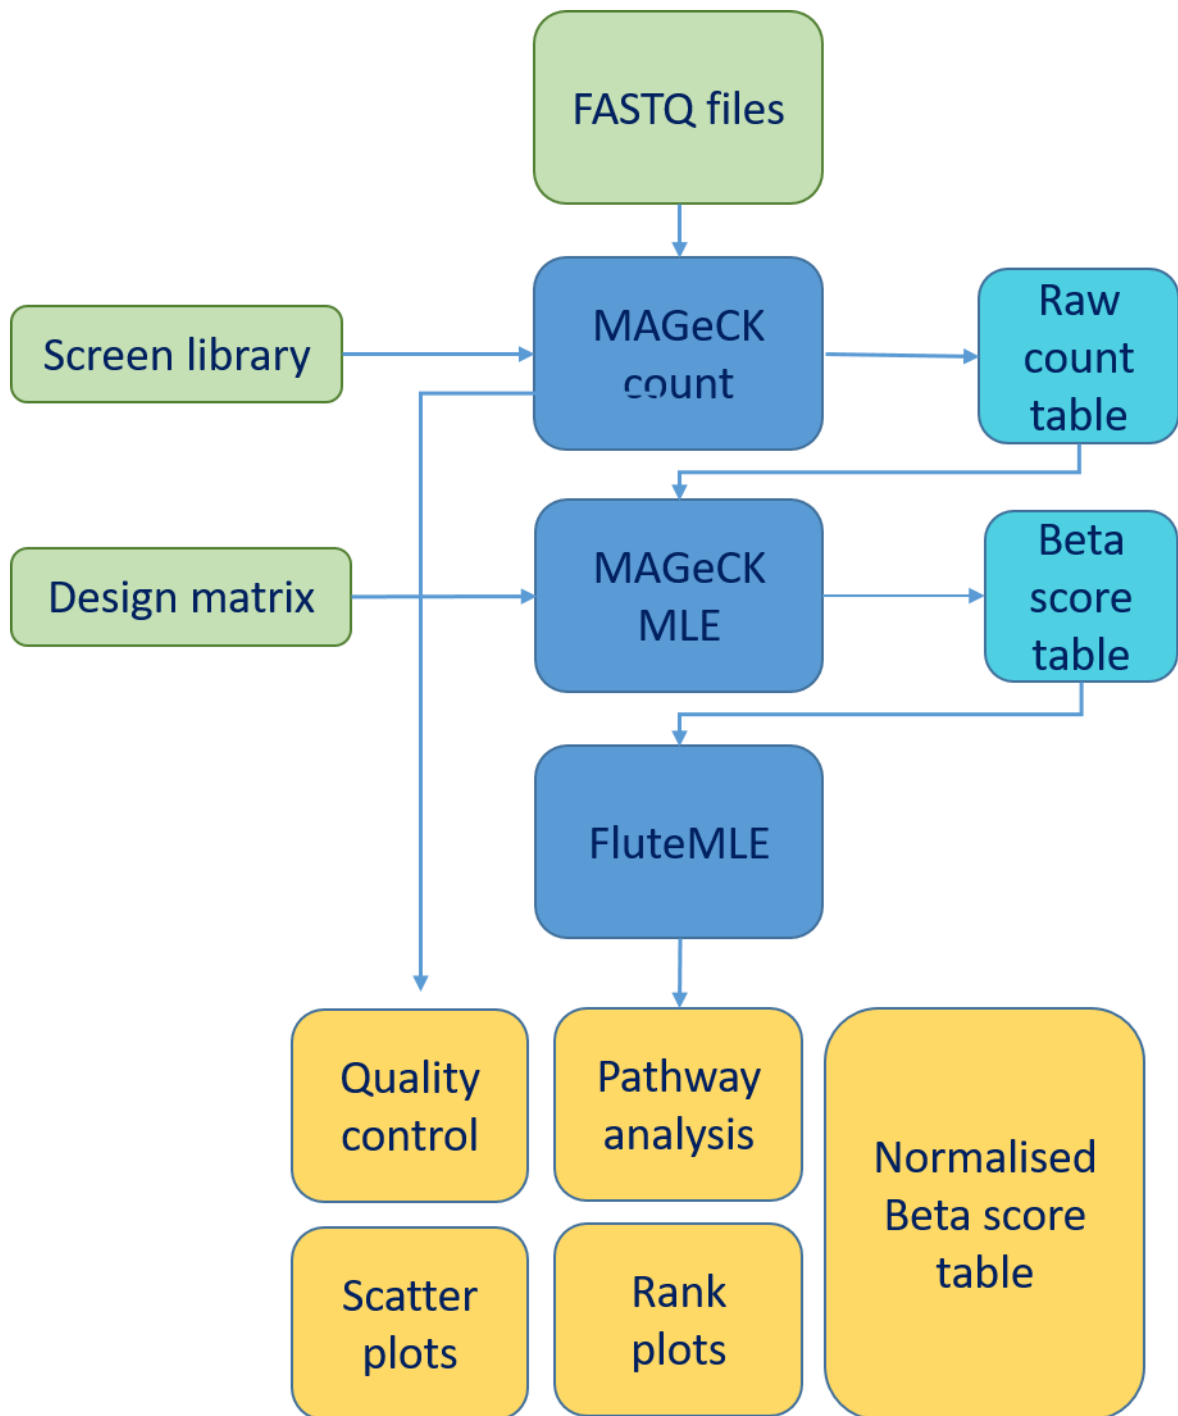 FASTQ files
Screen library
MAGeCK
count
Raw
count
table
Design matrix
MAGeCK
MLE
Beta
score
table
FluteMLE
Quality
control
Pathway
analysis
Normalised
Beta score
table
Scatter
plots
Rank
plots